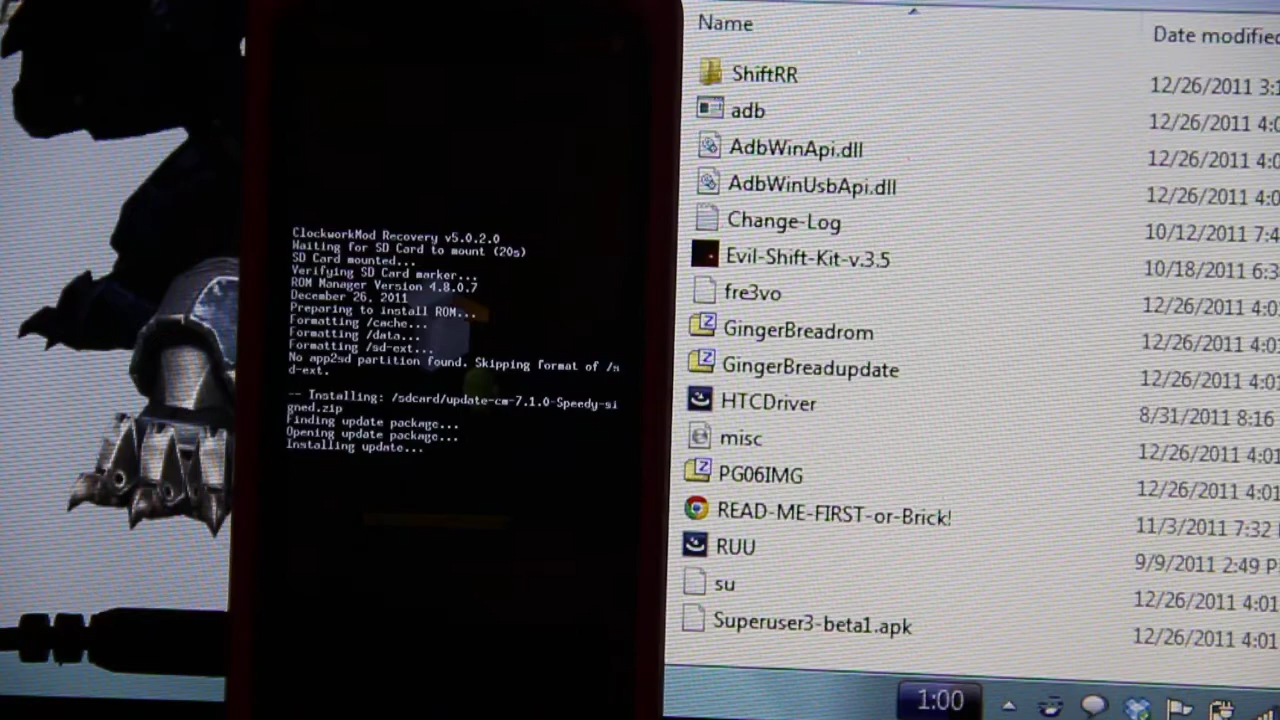 ClockworkMod Recovery v5.0.2.0
Waiting for SD Card to mount (20s)
SD Card mounted...
Verifying SD Card marker...
ROM Manager Version 4.8.0.7
December 26, 2011
Preparing to install ROM...
Formatting /cache...
Formatting /data...
Formatting /sd-ext...
No app2sd partition found. Skipping format of /s
d-ext.
-- Installing: /sdcard/update-cm-7.1.0-Speedy-si
gned.zip
Finding update package...
Opening update package...
Installing update...
Name Date modified
ShiftRR 12/26/2011 3:1
adb 12/26/2011 4:0
AdbWinApi.dll 12/26/2011 4:0
AdbWinUsbApi.dll 12/26/2011 4:0
Change-Log 10/12/2011 7:4
Evil-Shift-Kit-v.3.5 10/18/2011 6:3
fre3vo 12/26/2011 4:0
GingerBreadrom 12/26/2011 4:0
GingerBreadupdate 12/26/2011 4:01
HTCDriver 8/31/2011 8:16
misc 12/26/2011 4:01
PG06IMG 12/26/2011 4:01
READ-ME-FIRST-or-Brick! 11/3/2011 7:32
RUU 9/9/2011 2:49 P
su 12/26/2011 4:01
Superuser3-beta1.apk 12/26/2011 4:01
1:00